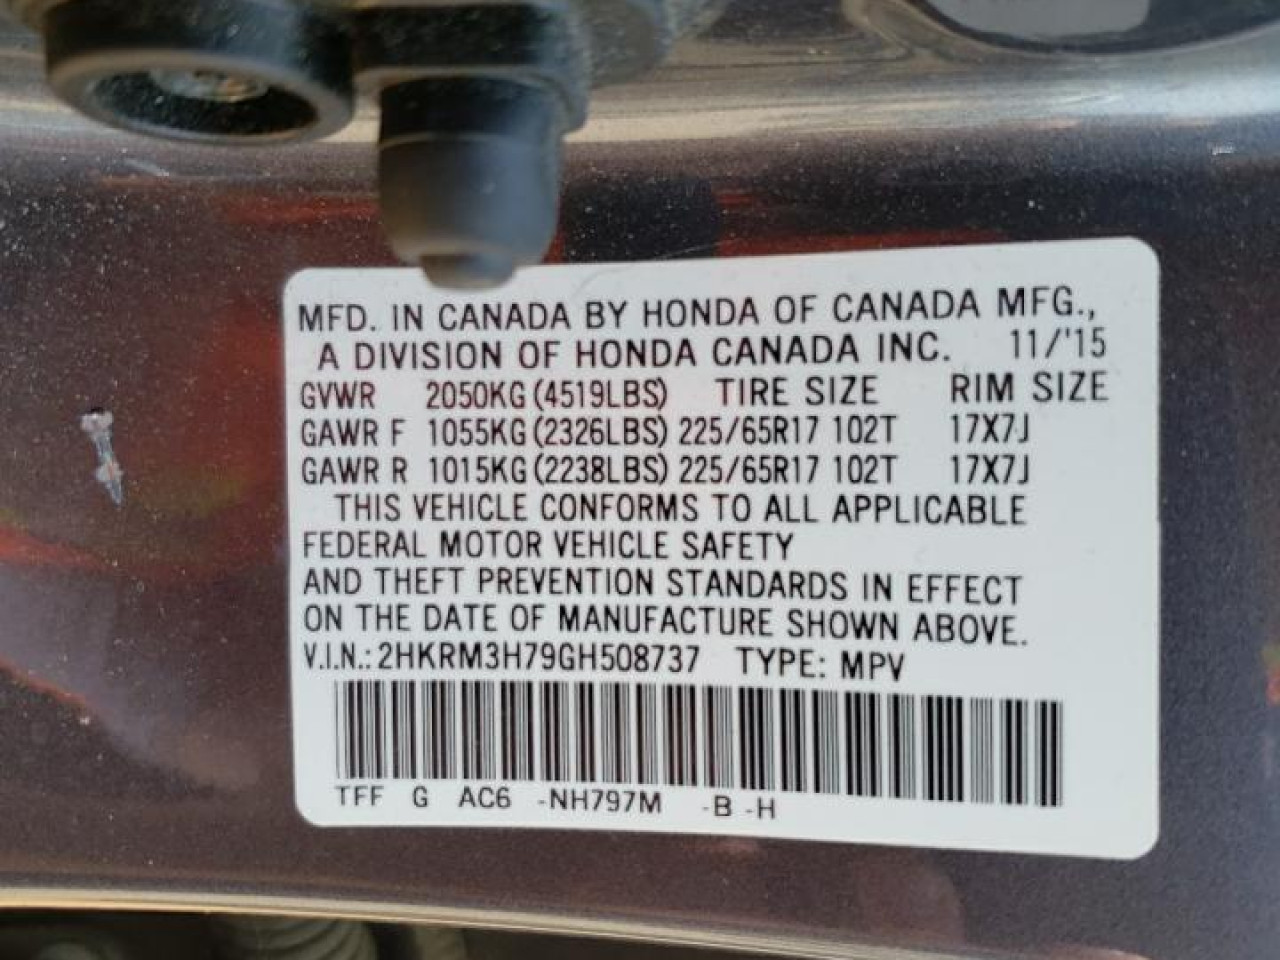 MFD. IN CANADA BY HONDA OF CANADA MFG.,
A DIVISION OF HONDA CANADA INC. 11/'15
GVWR 2050KG (4519LBS) TIRE SIZE RIM SIZE
GAWR F 1055KG (2326LBS) 225/65R17 102T 17X7J
GAWR R 1015KG (2238LBS) 225/65R17 102T 17X7J
THIS VEHICLE CONFORMS TO ALL APPLICABLE
FEDERAL MOTOR VEHICLE SAFETY
AND THEFT PREVENTION STANDARDS IN EFFECT
ON THE DATE OF MANUFACTURE SHOWN ABOVE.
V.I.N.: 2HKRM3H79GH508737 TYPE: MPV
TFF G AC6 -NH797M -B -H